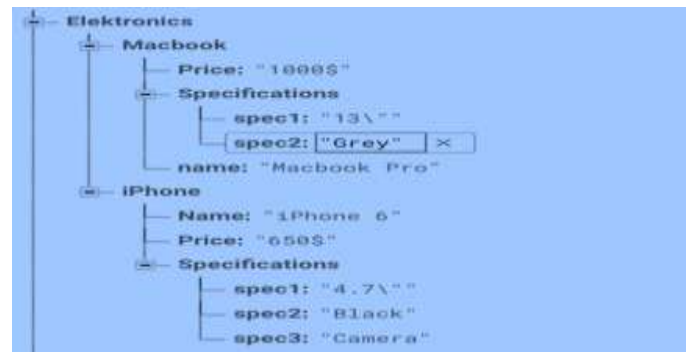 Elektronics
Macbook
Price: "1000$"
Specifications
spec1: "13\""
spec2: "Grey" ×
name: "Macbook Pro"
iPhone
Name: "iPhone 6"
Price: "650$"
Specifications
spec1: "4.7\""
spec2: "Black"
spec3: "Camera"